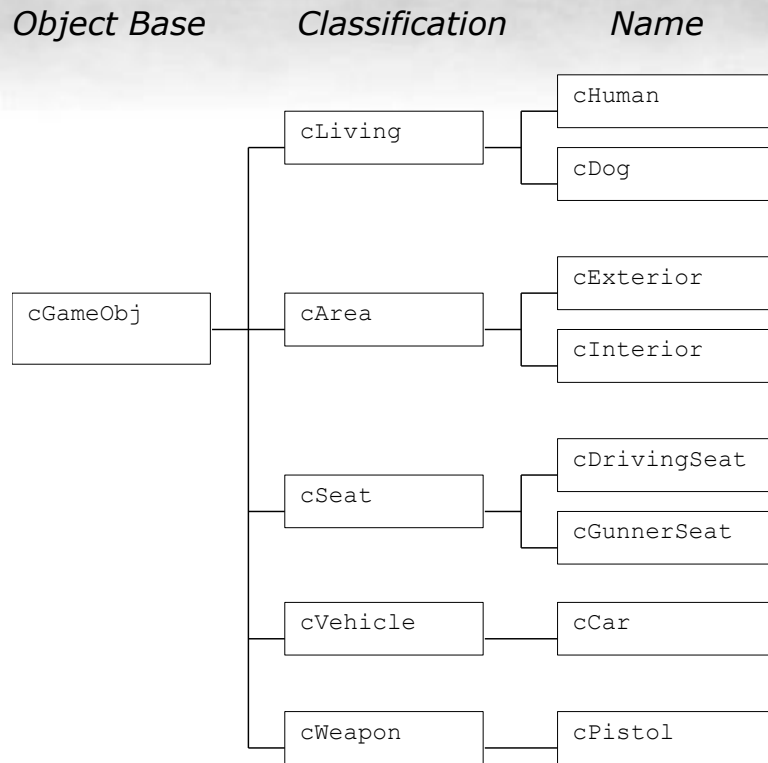 Object Base Classification Name
cHuman
cLiving
cDog
cExterior
cGameObj cArea
cInterior
cDrivingSeat
cSeat
cGunnerSeat
cVehicle cCar
cWeapon cPistol